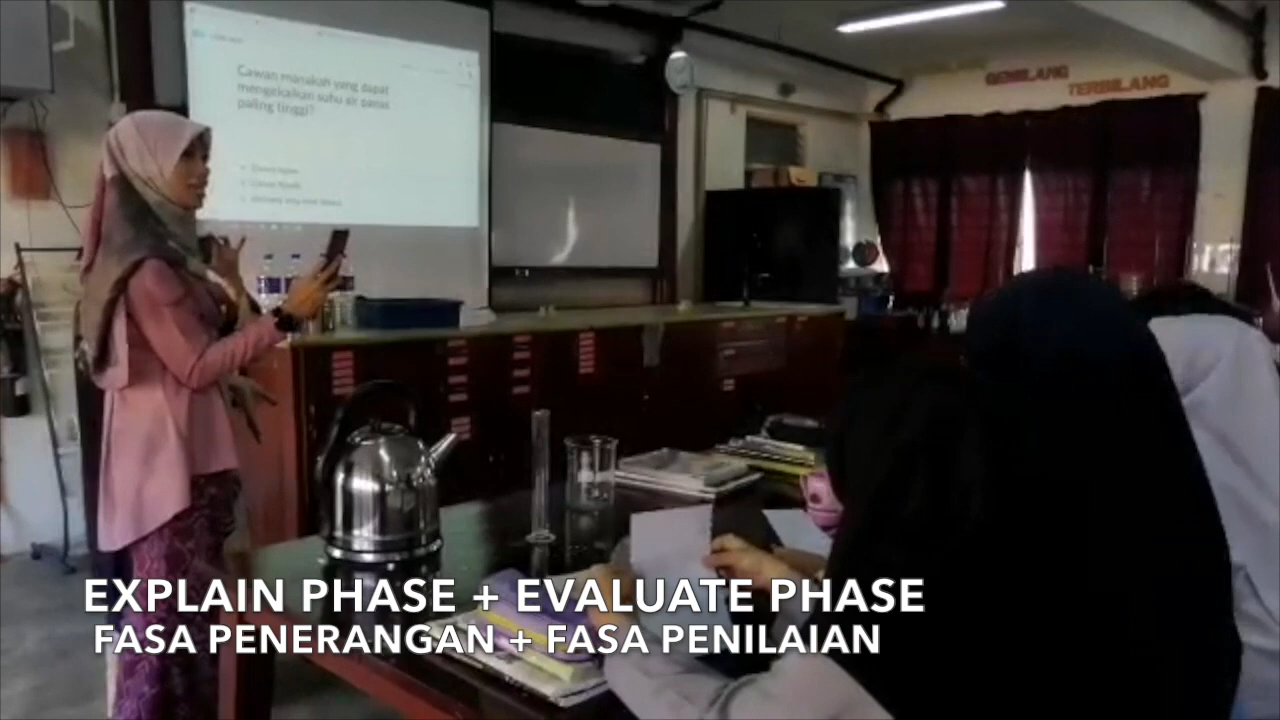 Cawan manakah yang dapat
mengekalkan suhu air panas
paling tinggi?
GEMILANG
TERBILANG
EXPLAIN PHASE + EVALUATE PHASE
FASA PENERANGAN + FASA PENILAIAN